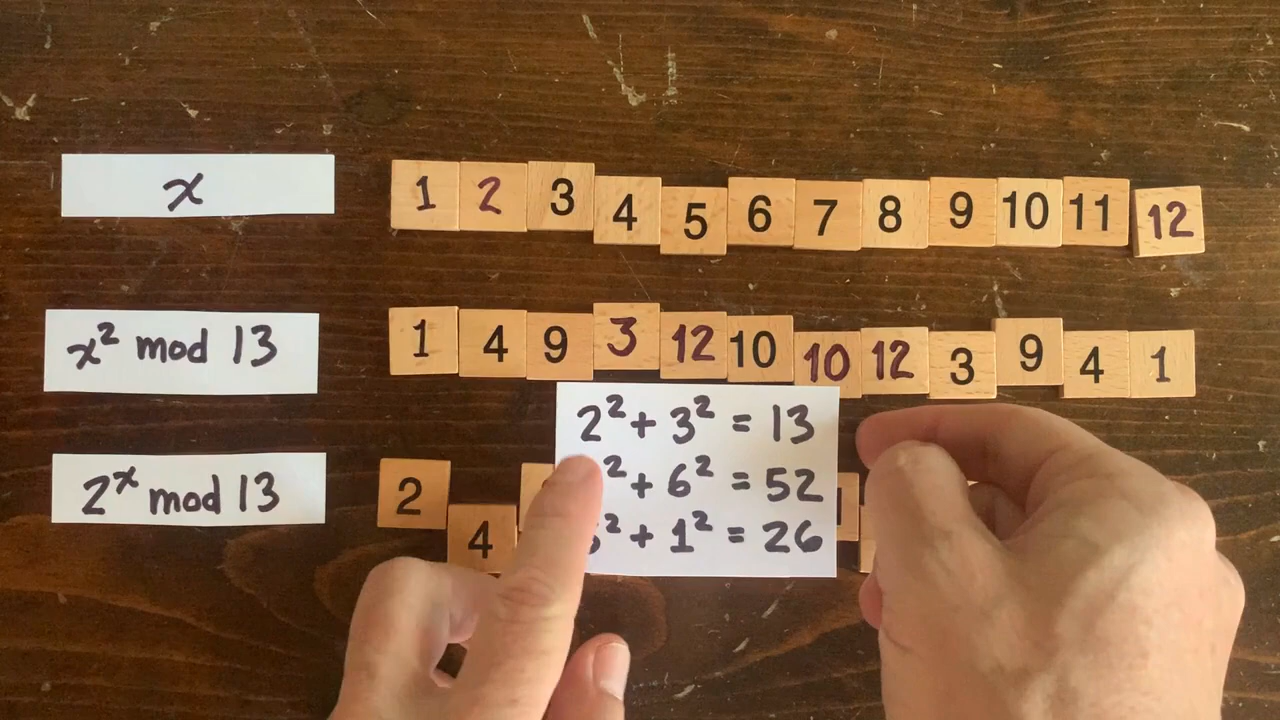 x 1 2 3 4 5 6 7 8 9 10 11 12
x² mod 13 1 4 9 3 12 10 10 12 3 9 4 1
2ˣ mod 13 2 4
2² + 3² = 13
² + 6² = 52
² + 1² = 26